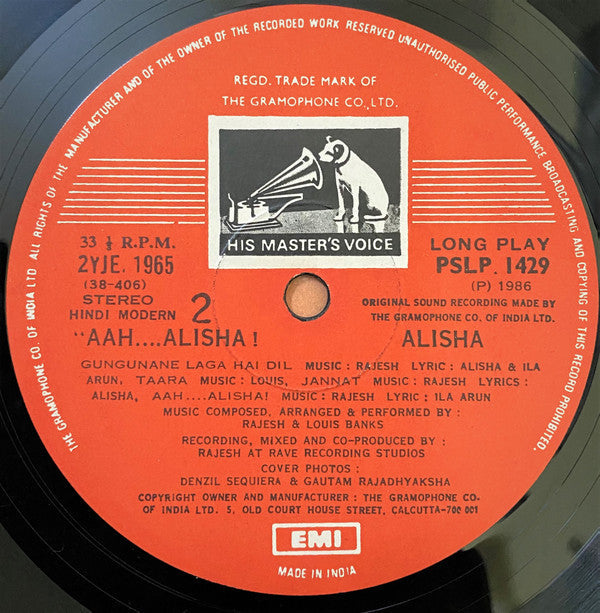 THE GRAMOPHONE CO. OF INDIA LTD. ALL RIGHTS OF THE MANUFACTURER AND OF THE OWNER OF THE RECORDED WORK RESERVED UNAUTHORISED PUBLIC PERFORMANCE BROADCASTING AND COPYING OF THIS RECORD PROHIBITED.
REGD. TRADE MARK OF
THE GRAMOPHONE CO., LTD.
HIS MASTER'S VOICE
33 ⅓ R.P.M.
2YJE. 1965
(38-406)
STEREO
HINDI MODERN
2
LONG PLAY
PSLP. 1429
(P) 1986
ORIGINAL SOUND RECORDING MADE BY
THE GRAMOPHONE CO. OF INDIA LTD.
"AAH....ALISHA! ALISHA
GUNGUNANE LAGA HAI DIL MUSIC : RAJESH LYRIC : ALISHA & ILA
ARUN, TAARA MUSIC : LOUIS, JANNAT MUSIC : RAJESH LYRICS :
ALISHA, AAH....ALISHA! MUSIC : RAJESH LYRIC : ILA ARUN
MUSIC COMPOSED, ARRANGED & PERFORMED BY :
RAJESH & LOUIS BANKS
RECORDING, MIXED AND CO-PRODUCED BY :
RAJESH AT RAVE RECORDING STUDIOS
COVER PHOTOS :
DENZIL SEQUIERA & GAUTAM RAJADHYAKSHA
COPYRIGHT OWNER AND MANUFACTURER : THE GRAMOPHONE CO.
OF INDIA LTD. 5, OLD COURT HOUSE STREET, CALCUTTA-700 001
EMI
MADE IN INDIA